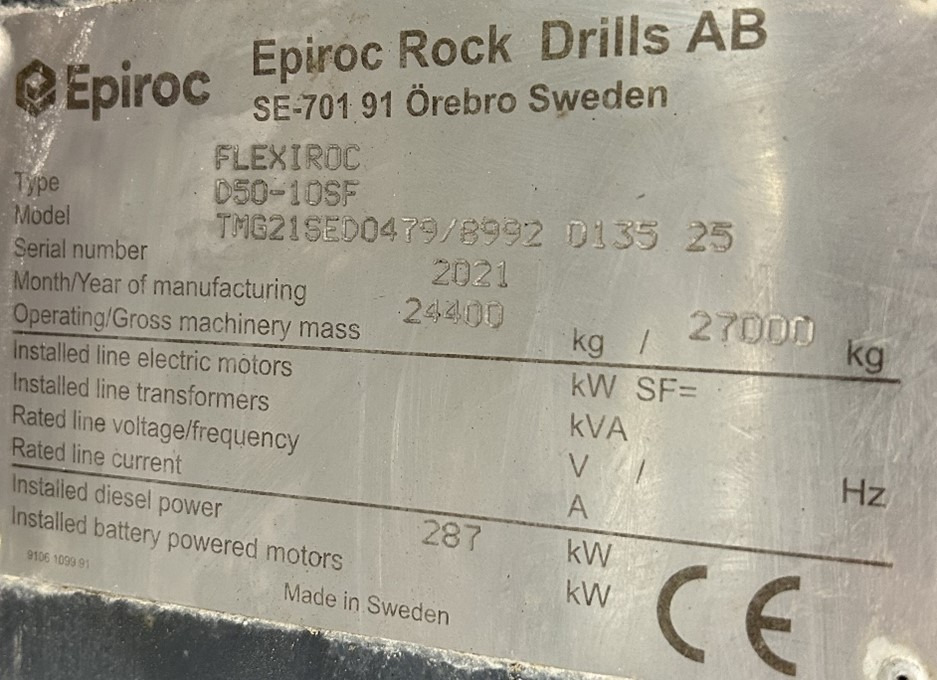 Epiroc Epiroc Rock Drills AB
SE-701 91 Örebro Sweden
Type FLEXIROC
Model D50-10SF
Serial number TMG21SED0479/8992 0135 25
Month/Year of manufacturing 2021
Operating/Gross machinery mass 24400 kg / 27000 kg
Installed line electric motors kW SF=
Installed line transformers kVA
Rated line voltage/frequency V / Hz
Rated line current A
Installed diesel power 287 kW
Installed battery powered motors kW
9106 1099 91
Made in Sweden
CE